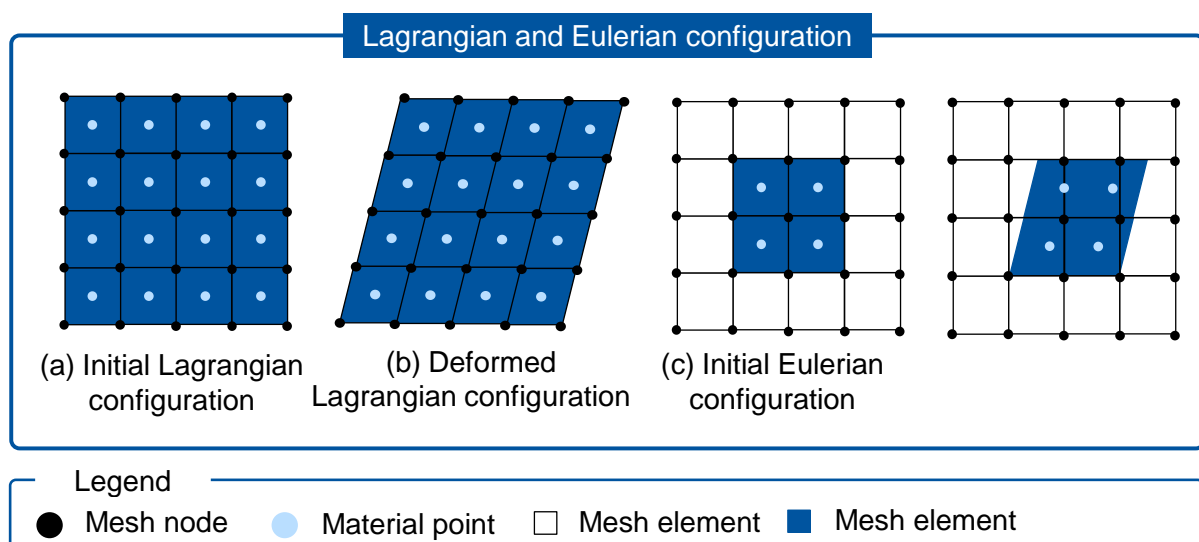 Lagrangian and Eulerian configuration
(a) Initial Lagrangian
configuration
(b) Deformed
Lagrangian configuration
(c) Initial Eulerian
configuration
Legend
Mesh node
Material point
Mesh element
Mesh element